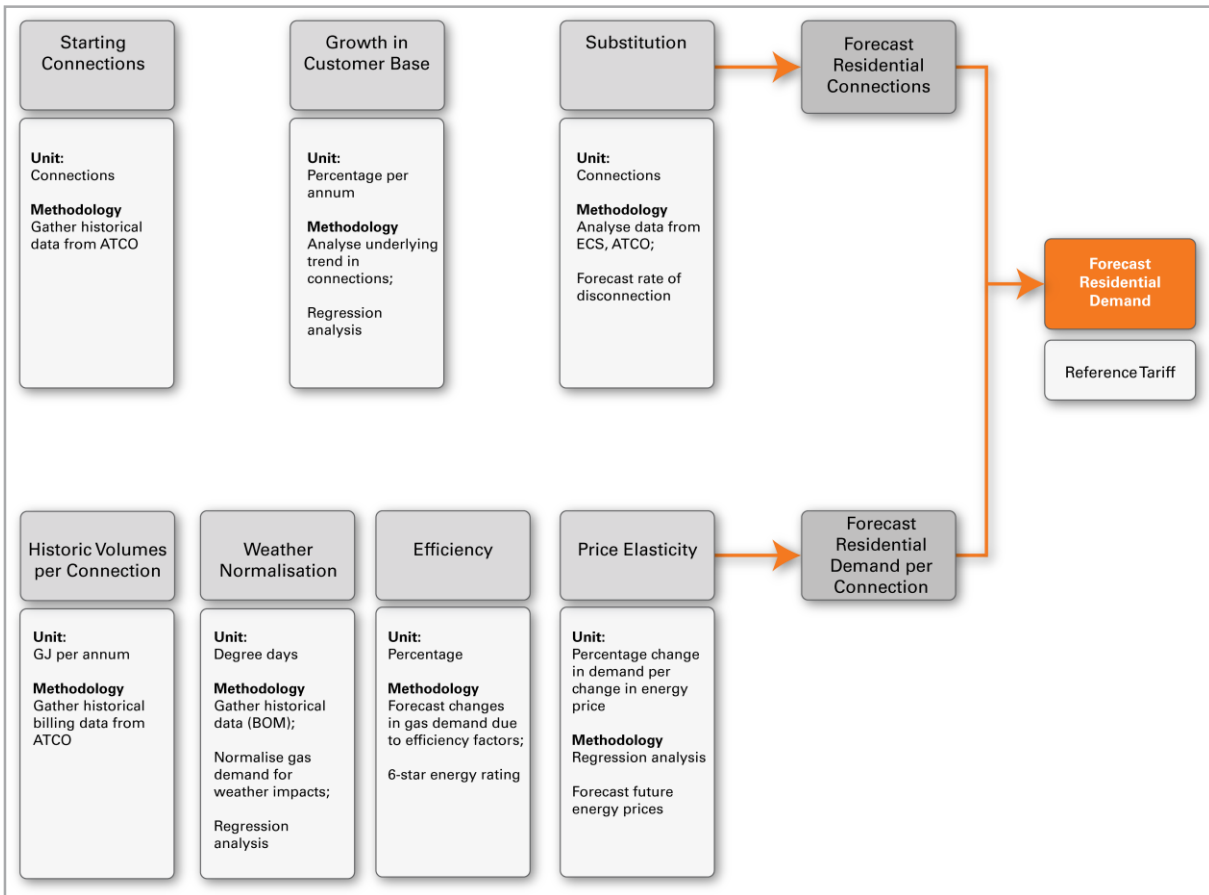 Starting
Connections
Unit:
Connections
Methodology
Gather historical
data from ATCO
Growth in
Customer Base
Unit:
Percentage per
annum
Methodology
Analyse underlying
trend in
connections;
Regression
analysis
Substitution
Unit:
Connections
Methodology
Analyse data from
ECS, ATCO;
Forecast rate of
disconnection
Forecast
Residential
Connections
Forecast
Residential
Demand
Reference Tariff
Historic Volumes
per Connection
Unit:
GJ per annum
Methodology
Gather historical
billing data from
ATCO
Weather
Normalisation
Unit:
Degree days
Methodology
Gather historical
data (BOM);
Normalise gas
demand for
weather impacts;
Regression
analysis
Efficiency
Unit:
Percentage
Methodology
Forecast changes
in gas demand due
to efficiency factors;
6-star energy rating
Price Elasticity
Unit:
Percentage change
in demand per
change in energy
price
Methodology
Regression analysis
Forecast future
energy prices
Forecast
Residential
Demand per
Connection